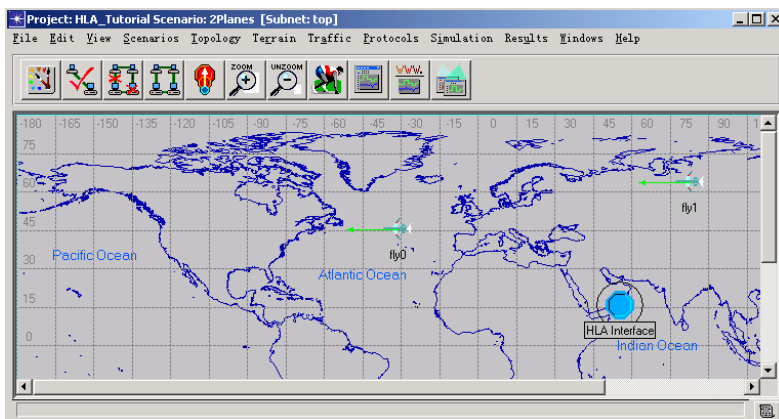 Project: HLA_Tutorial Scenario: 2Planes [Subnet: top]
File Edit View Scenarios Topology Terrain Traffic Protocols Simulation Results Windows Help
ZOOM UNZOOM
-180 -165 -150 -135 -120 -105 -90 -75 -60 -45 -30 -15 0 15 30 45 60 75 90
75
60
fly1
45
fly0
Pacific Ocean
30
Atlantic Ocean
15
HLA Interface
0
Indian Ocean